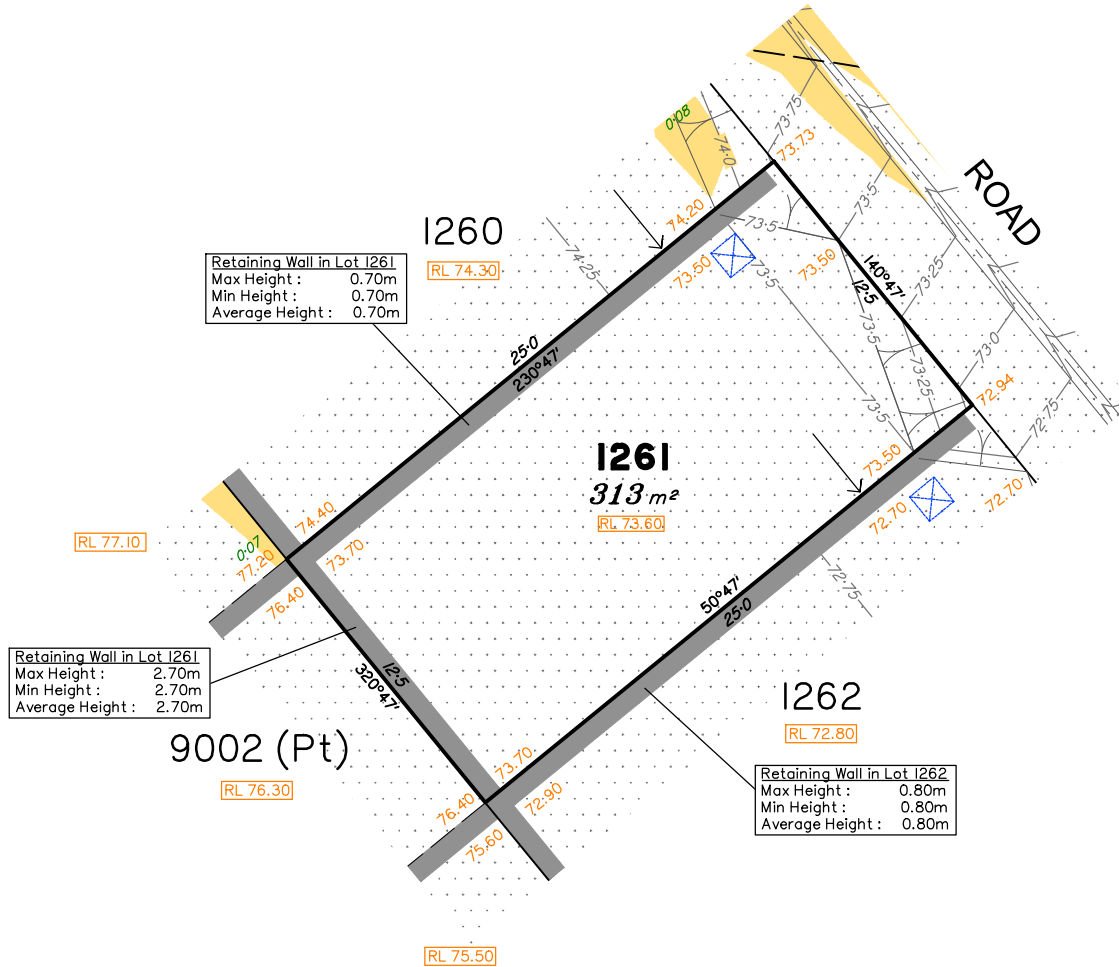 0·08
73·75
74·0
73.73
ROAD
1260
RL 74.30
74.20
73·5
73·5
74·25
73.50
73.50
140°47'
12·5
73·25
Retaining Wall in Lot 1261
Max Height : 0.70m
Min Height : 0.70m
Average Height : 0.70m
25·0
230°47'
73·5
73·5
73·0
73·25
72.94
73·5
72·75
1261
313 m²
RL 73.60
73.50
72.70
72.70
74.40
73.70
RL 77.10
0·07
77.20
76.40
72·75
50°47'
25·0
Retaining Wall in Lot 1261
Max Height : 2.70m
Min Height : 2.70m
Average Height : 2.70m
12·5
320°47'
1262
RL 72.80
9002 (Pt)
RL 76.30
73.70
72.90
76.40
75.60
Retaining Wall in Lot 1262
Max Height : 0.80m
Min Height : 0.80m
Average Height : 0.80m
RL 75.50